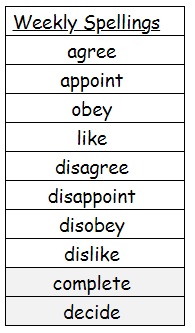 Weekly Spellings
agree
appoint
obey
like
disagree
disappoint
disobey
dislike
complete
decide